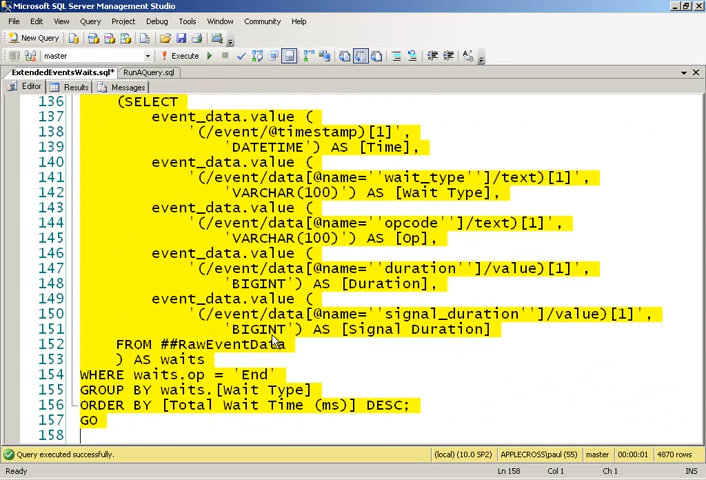 Microsoft SQL Server Management Studio
File Edit View Query Project Debug Tools Window Community Help
New Query
master Execute
ExtendedEventsWaits.sql* RunAQuery.sql
Editor Results Messages
136 (SELECT
137 event_data.value (
138 '(/event/@timestamp)[1]',
139 'DATETIME') AS [Time],
140 event_data.value (
141 '(/event/data[@name=''wait_type'']/text)[1]',
142 'VARCHAR(100)') AS [Wait Type],
143 event_data.value (
144 '(/event/data[@name=''opcode'']/text)[1]',
145 'VARCHAR(100)') AS [Op],
146 event_data.value (
147 '(/event/data[@name=''duration'']/value)[1]',
148 'BIGINT') AS [Duration],
149 event_data.value (
150 '(/event/data[@name=''signal_duration'']/value)[1]',
151 'BIGINT') AS [Signal Duration]
152 FROM ##RawEventData
153 ) AS waits
154 WHERE waits.op = 'End'
155 GROUP BY waits.[Wait Type]
156 ORDER BY [Total Wait Time (ms)] DESC;
157 GO
158
Query executed successfully. (local) (10.0 SP2) APPLECROSS\paul (55) master 00:00:01 4870 rows
Ready Ln 158 Col 1 Ch 1 INS